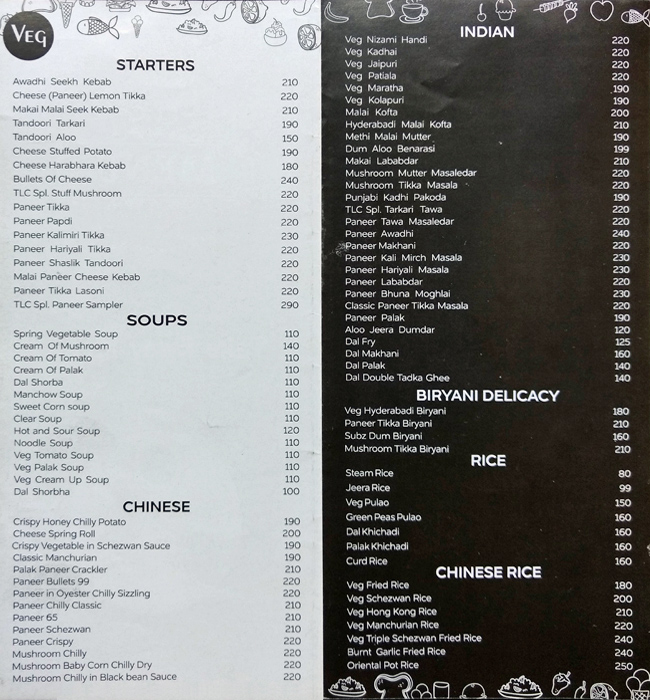 VEG
STARTERS
Awadhi Seekh Kebab 210
Cheese (Paneer) Lemon Tikka 220
Makai Malai Seek Kebab 210
Tandoori Tarkari 190
Tandoori Aloo 150
Cheese Stuffed Potato 190
Cheese Harabhara Kebab 180
Bullets Of Cheese 240
TLC Spl. Stuff Mushroom 220
Paneer Tikka 220
Paneer Papdi 220
Paneer Kalimiri Tikka 230
Paneer Hariyali Tikka 220
Paneer Shaslik Tandoori 220
Malai Paneer Cheese Kebab 220
Paneer Tikka Lasoni 220
TLC Spl. Paneer Sampler 290
SOUPS
Spring Vegetable Soup 110
Cream Of Mushroom 140
Cream Of Tomato 110
Cream Of Palak 110
Dal Shorba 110
Manchow Soup 110
Sweet Corn soup 110
Clear Soup 110
Hot and Sour Soup 120
Noodle Soup 110
Veg Tomato Soup 110
Veg Palak Soup 110
Veg Cream Up Soup 110
Dal Shorbha 100
CHINESE
Crispy Honey Chilly Potato 190
Cheese Spring Roll 200
Crispy Vegetable in Schezwan Sauce 190
Classic Manchurian 190
Palak Paneer Crackler 210
Paneer Bullets 99 220
Paneer in Oyester Chilly Sizzling 220
Paneer Chilly Classic 210
Paneer 65 210
Paneer Schezwan 210
Paneer Crispy 220
Mushroom Chilly 220
Mushroom Baby Corn Chilly Dry 220
Mushroom Chilly in Black bean Sauce 220
INDIAN
Veg Nizami Handi 220
Veg Kadhai 220
Veg Jaipuri 220
Veg Patiala 220
Veg Maratha 190
Veg Kolapuri 190
Malai Kofta 200
Hyderabadi Malai Kofta 210
Methi Malai Mutter 190
Dum Aloo Benarasi 199
Makai Lababdar 210
Mushroom Mutter Masaledar 220
Mushroom Tikka Masala 220
Punjabi Kadhi Pakoda 190
TLC Spl. Tarkari Tawa 220
Paneer Tawa Masaledar 220
Paneer Awadhi 240
Paneer Makhani 220
Paneer Kali Mirch Masala 230
Paneer Hariyali Masala 230
Paneer Lababdar 220
Paneer Bhuna Moghlai 230
Classic Paneer Tikka Masala 220
Paneer Palak 190
Aloo Jeera Dumdar 120
Dal Fry 125
Dal Makhani 160
Dal Palak 140
Dal Double Tadka Ghee 140
BIRYANI DELICACY
Veg Hyderabadi Biryani 180
Paneer Tikka Biryani 210
Subz Dum Biryani 160
Mushroom Tikka Biryani 210
RICE
Steam Rice 80
Jeera Rice 99
Veg Pulao 150
Green Peas Pulao 160
Dal Khichadi 160
Palak Khichadi 160
Curd Rice 160
CHINESE RICE
Veg Fried Rice 180
Veg Schezwan Rice 200
Veg Hong Kong Rice 210
Veg Manchurian Rice 220
Veg Triple Schezwan Fried Rice 240
Burnt Garlic Fried Rice 240
Oriental Pot Rice 250